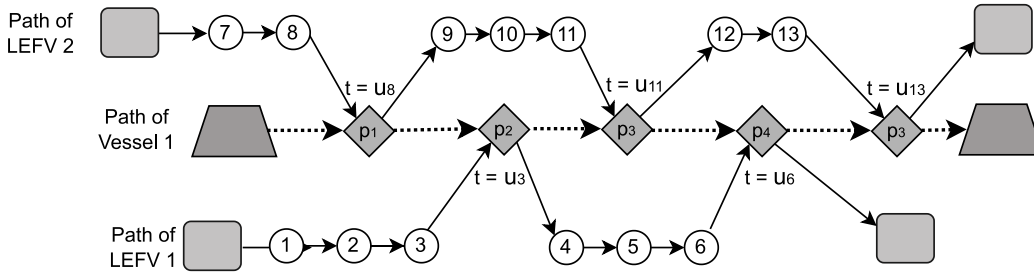 Path of
LEFV 2
7
8
9
10
11
12
13
t = u8
t = u11
t = u13
Path of
Vessel 1
p1
p2
p3
p4
p3
t = u3
t = u6
Path of
LEFV 1
1
2
3
4
5
6